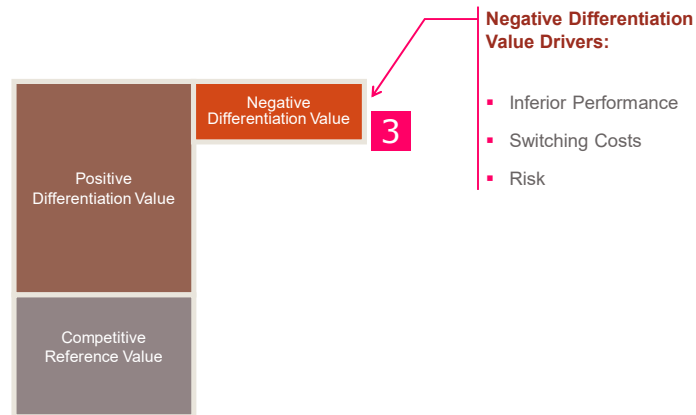 Negative Differentiation
Value Drivers:
Negative
Differentiation Value
3
▪ Inferior Performance
▪ Switching Costs
▪ Risk
Positive
Differentiation Value
Competitive
Reference Value